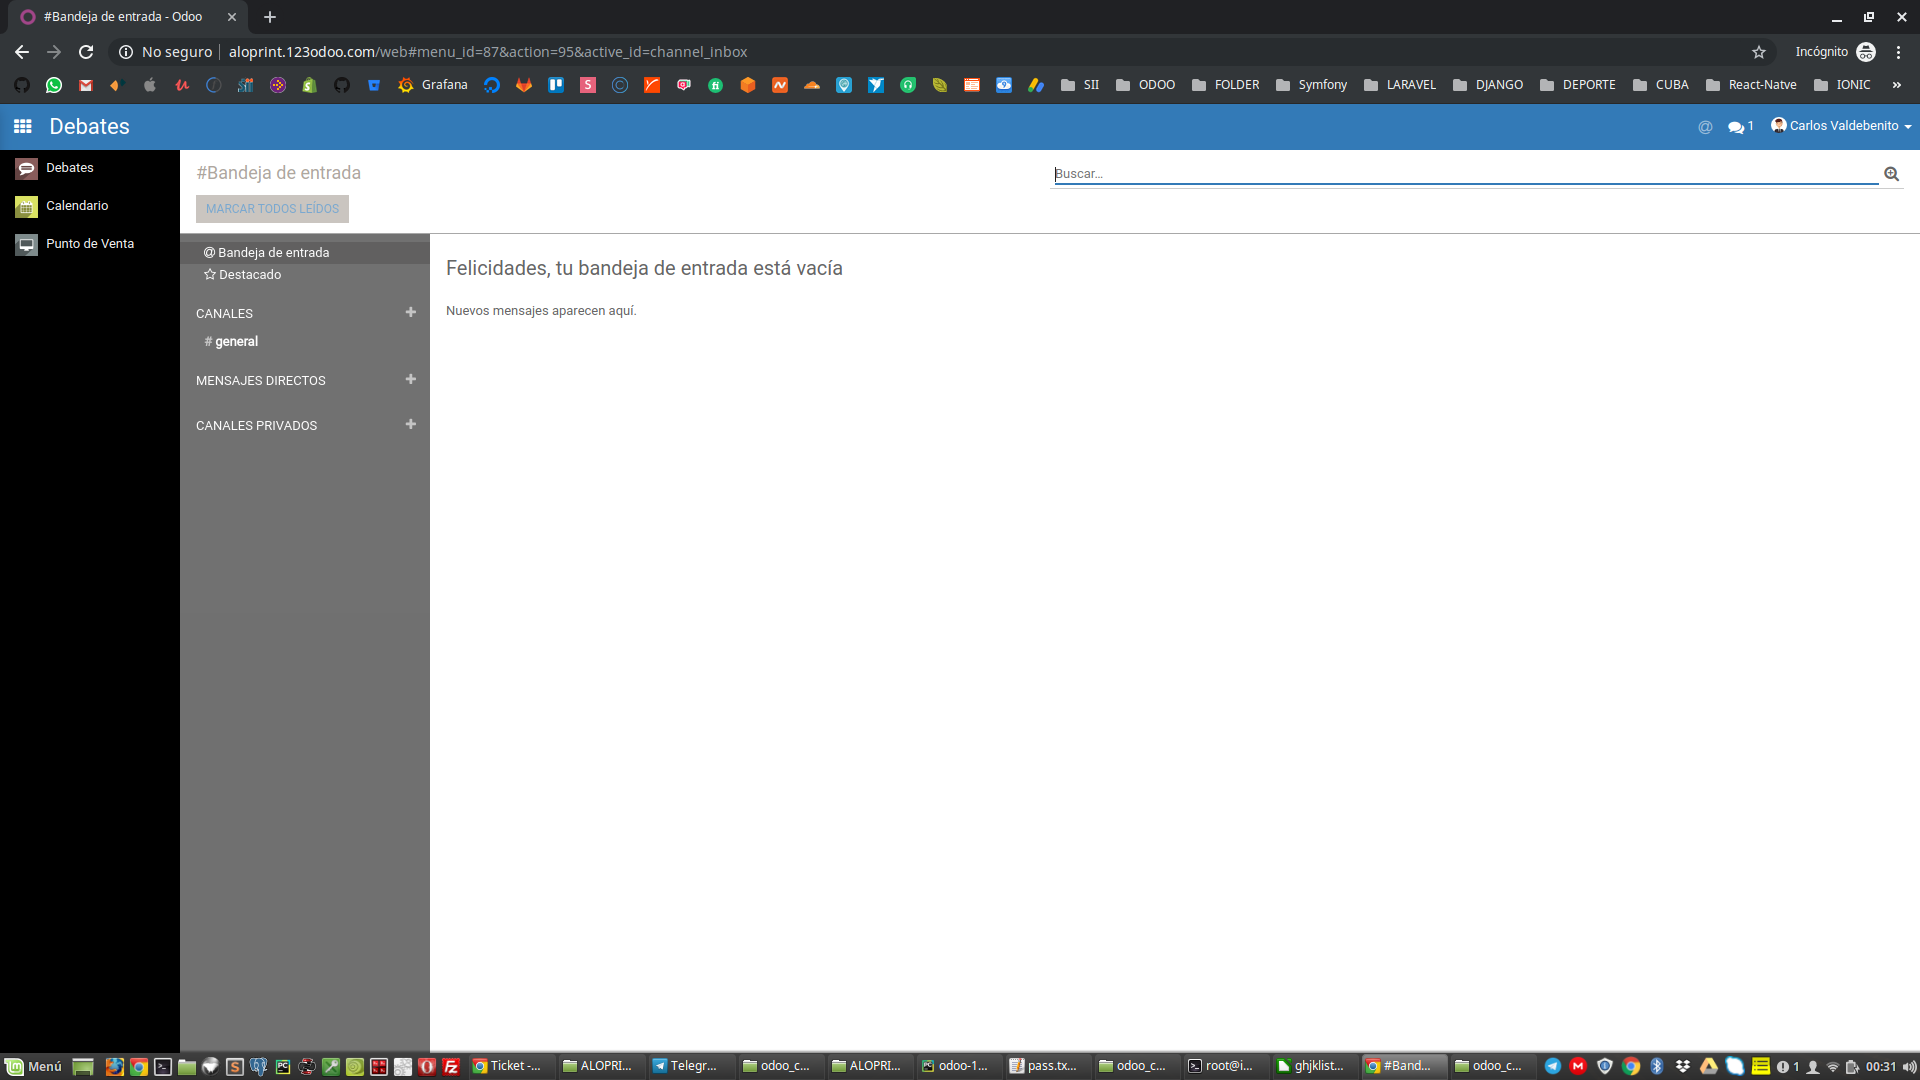 #Bandeja de entrada - Odoo
No seguro
aloprint.123odoo.com/web#menu_id=87&action=95&active_id=channel_inbox
Incógnito
Grafana
SII
ODOO
FOLDER
Symfony
LARAVEL
DJANGO
DEPORTE
CUBA
React-Natve
IONIC
»
Debates
@
1
Carlos Valdebenito
Debates
Calendario
Punto de Venta
#Bandeja de entrada
Buscar...
MARCAR TODOS LEÍDOS
@ Bandeja de entrada
Destacado
CANALES
# general
MENSAJES DIRECTOS
CANALES PRIVADOS
Felicidades, tu bandeja de entrada está vacía
Nuevos mensajes aparecen aquí.
Menú
Ticket -...
ALOPRI...
Telegr...
odoo_c...
ALOPRI...
odoo-1...
pass.tx...
odoo_c...
root@i...
ghjklist...
#Band...
odoo_c...
1
00:31